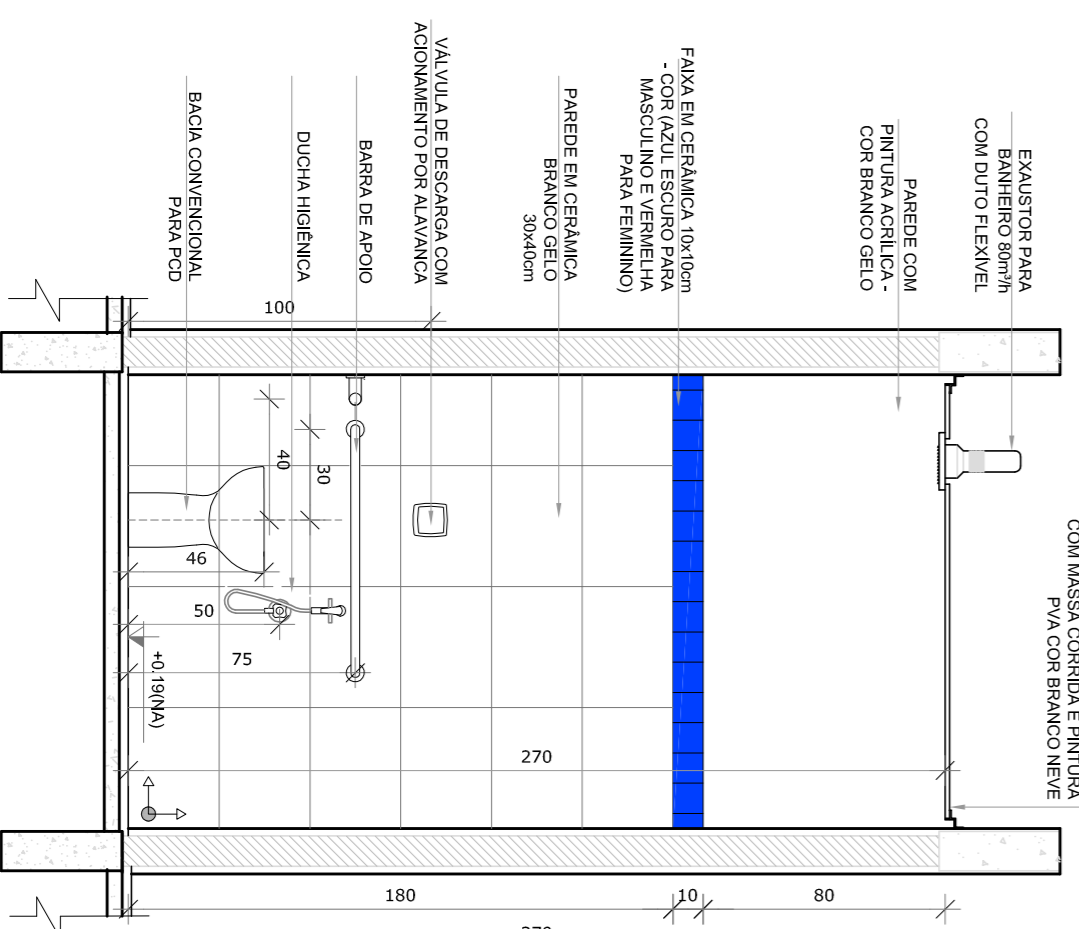 EXAUSTOR PARA
BANHEIRO 80m³/h
COM DUTO FLEXÍVEL
PAREDE COM
PINTURA ACRÍLICA -
COR BRANCO GELO
FAIXA EM CERÂMICA 10x10cm
- COR (AZUL ESCURO PARA
MASCULINO E VERMELHA
PARA FEMININO)
PAREDE EM CERÂMICA
BRANCO GELO
30x40cm
VÁLVULA DE DESCARGA COM
ACIONAMENTO POR ALAVANCA
BARRA DE APOIO
DUCHA HIGIÊNICA
BACIA CONVENCIONAL
PARA PCD
COM MASSA CORRIDA E PINTURA
PVA COR BRANCO NEVE
100
40
30
46
50
75
+0.19(NA)
270
80
10
180
270